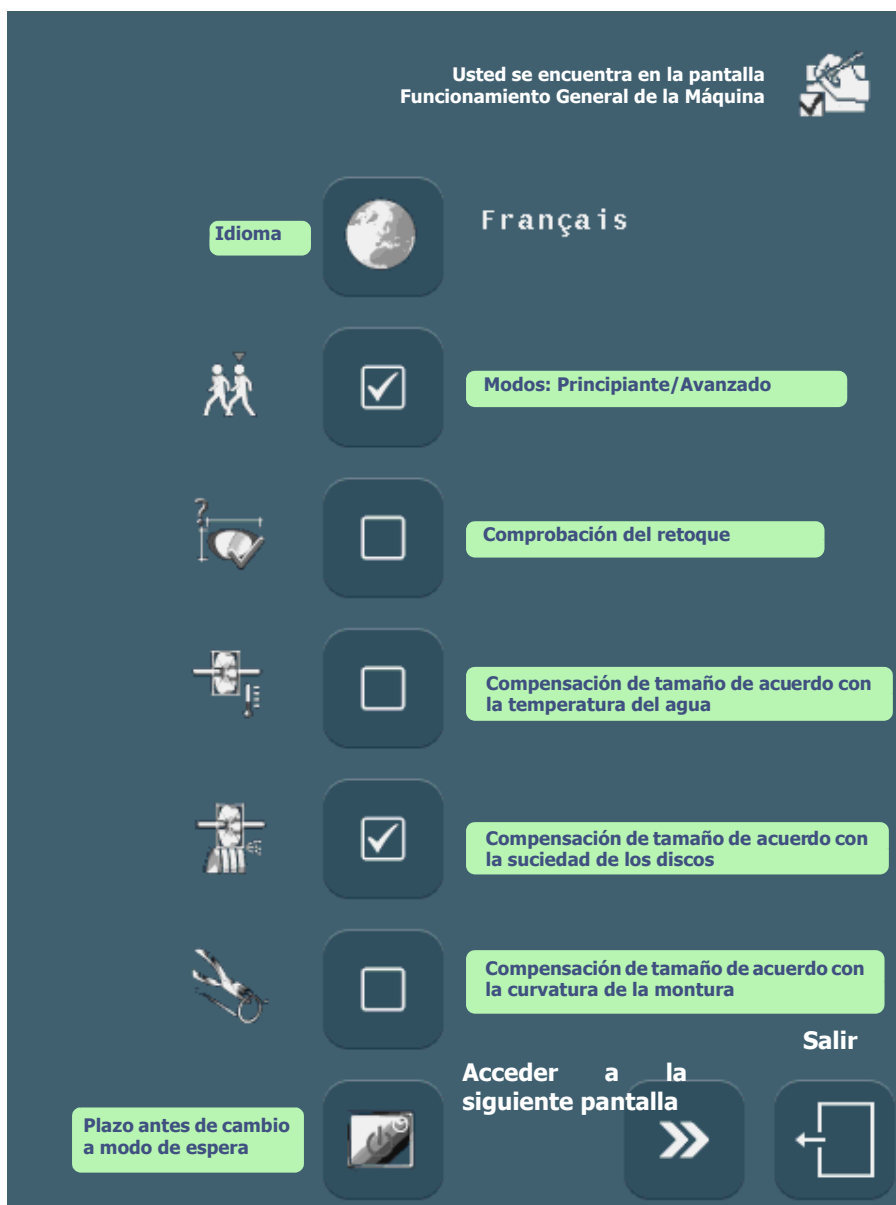 Usted se encuentra en la pantalla
Funcionamiento General de la Máquina
Idioma
Français
Modos: Principiante/Avanzado
?
Comprobación del retoque
Compensación de tamaño de acuerdo con
la temperatura del agua
Compensación de tamaño de acuerdo con
la suciedad de los discos
Compensación de tamaño de acuerdo con
la curvatura de la montura
Salir
Acceder a la
siguiente pantalla
Plazo antes de cambio
a modo de espera